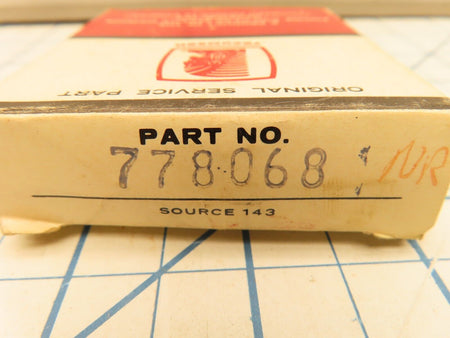 ORIGINAL SERVICE PART
PART NO.
778068
NR
SOURCE 143